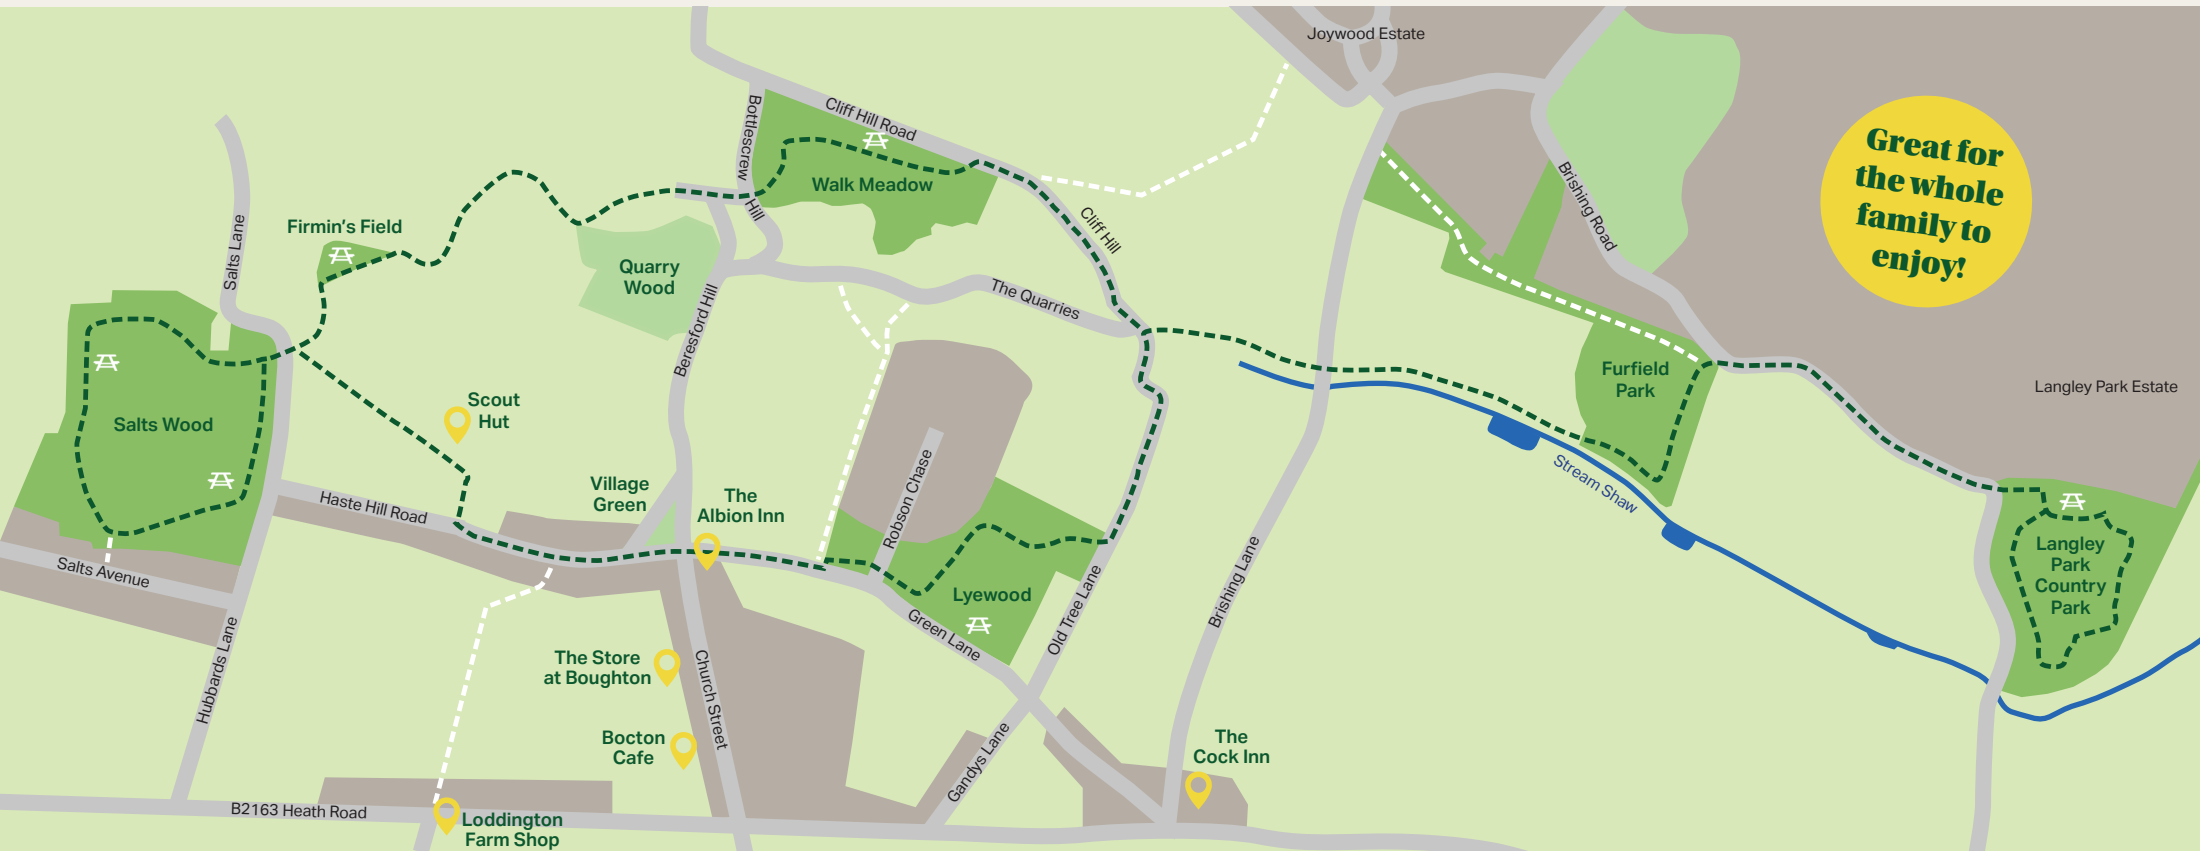 Joywood Estate
Great for
the whole
family to
enjoy!
Bottlescrew
Hill
Cliff Hill Road
Walk Meadow
Cliff Hill
Brishing Road
Salts Lane
Firmin's Field
Quarry
Wood
Beresford Hill
The Quarries
Furfield
Park
Langley Park Estate
Scout
Hut
Salts Wood
Village
Green
The
Albion Inn
Robson Chase
Stream Shaw
Haste Hill Road
Salts Avenue
Lyewood
Green Lane
Old Tree Lane
Brishing Lane
Langley
Park
Country
Park
Hubbards Lane
The Store
at Boughton
Church Street
Bocton
Cafe
Gandys Lane
The
Cock Inn
B2163 Heath Road
Loddington
Farm Shop